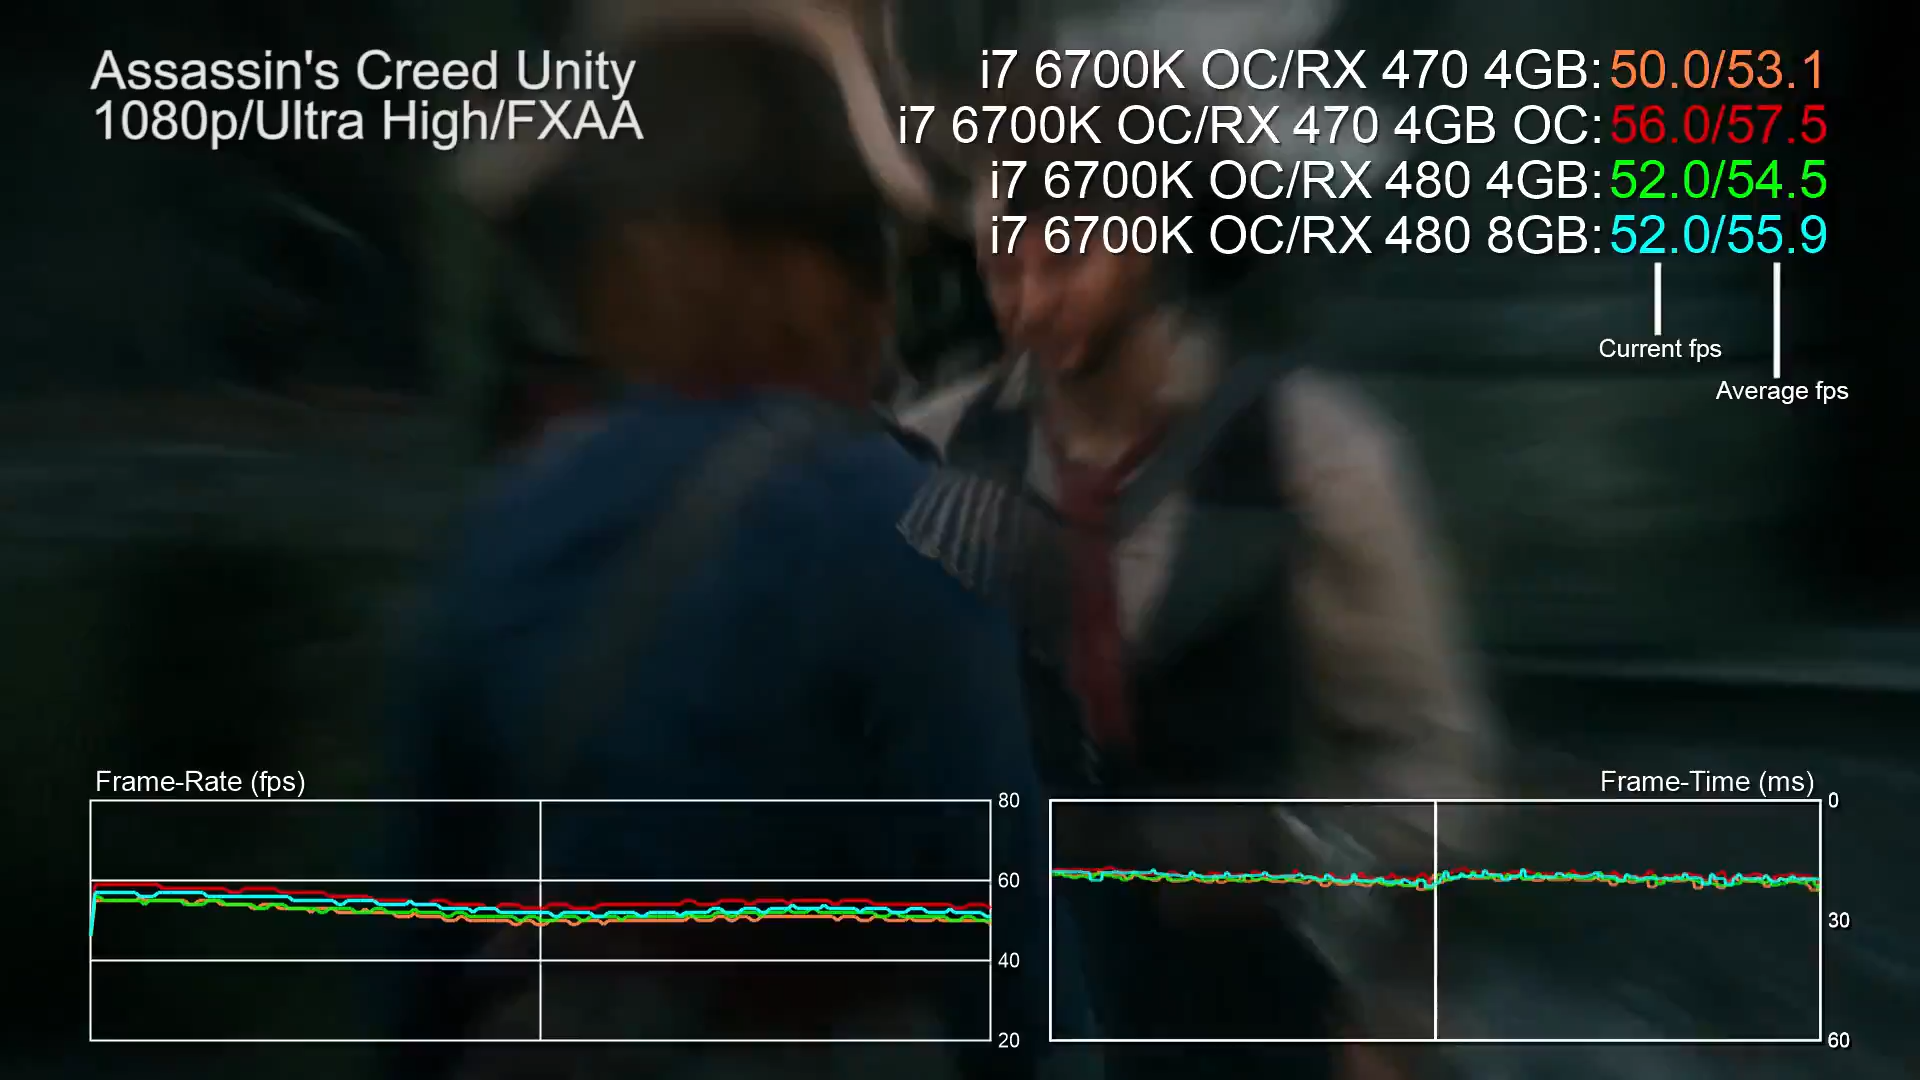 Assassin's Creed Unity
1080p/Ultra High/FXAA
i7 6700K OC/RX 470 4GB: 50.0/53.1
i7 6700K OC/RX 470 4GB OC: 56.0/57.5
i7 6700K OC/RX 480 4GB: 52.0/54.5
i7 6700K OC/RX 480 8GB: 52.0/55.9
Current fps
Average fps
Frame-Rate (fps)
80
60
40
20
Frame-Time (ms)
0
30
60